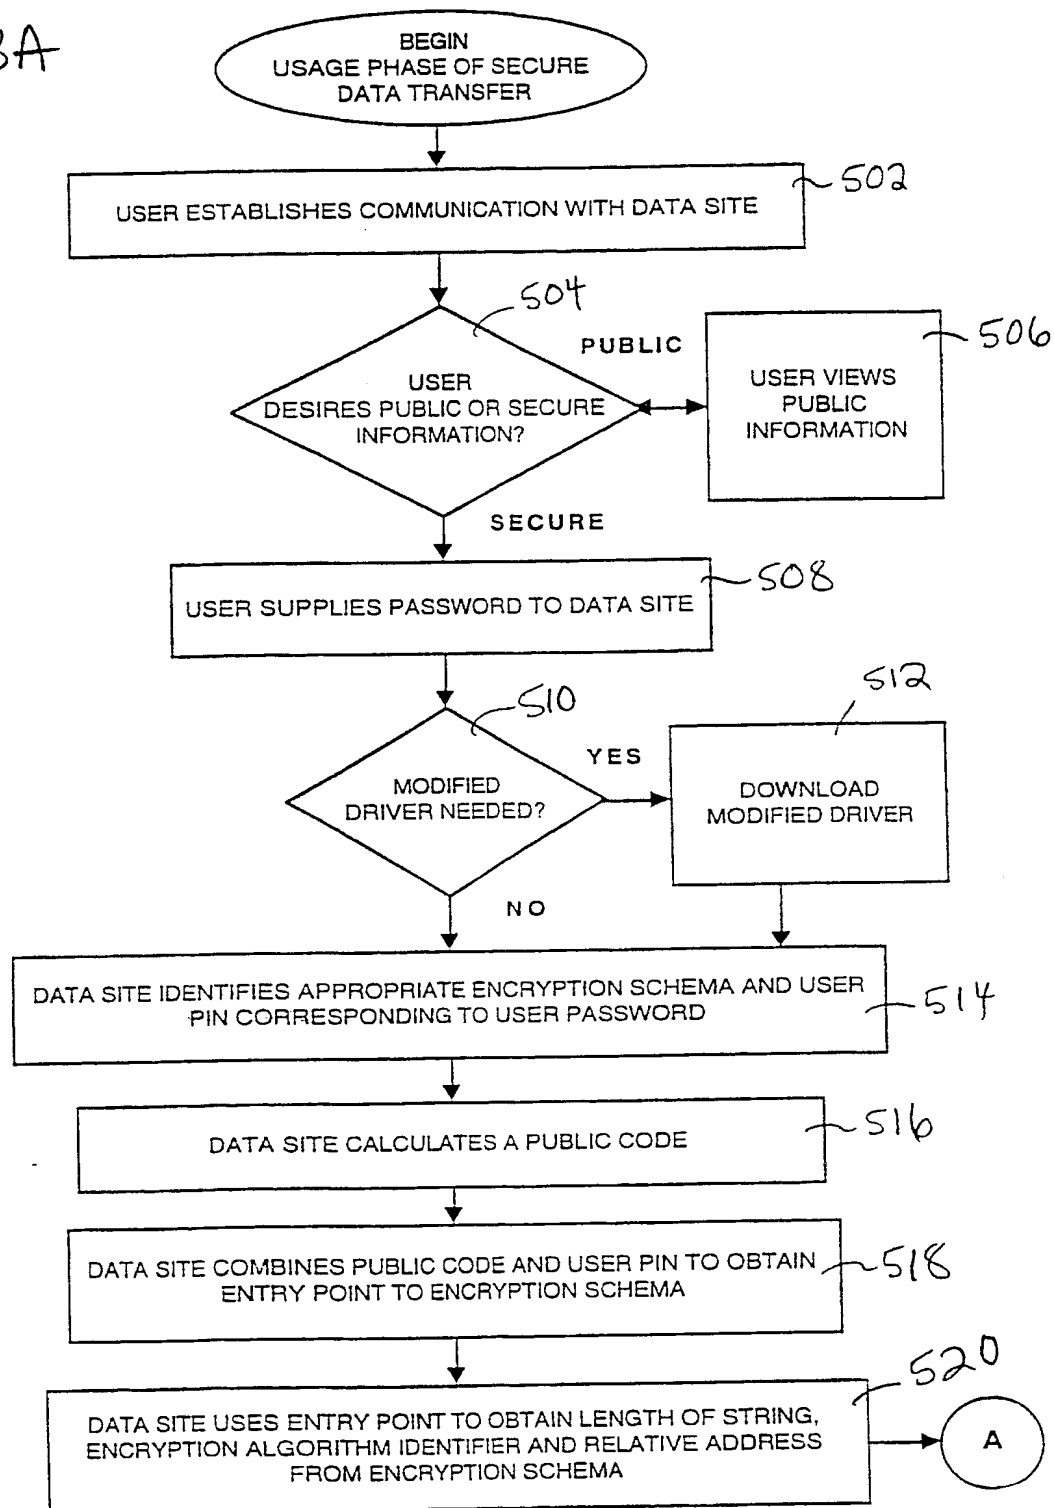 3A
BEGIN
USAGE PHASE OF SECURE
DATA TRANSFER
502
USER ESTABLISHES COMMUNICATION WITH DATA SITE
504
PUBLIC
506
USER
DESIRES PUBLIC OR SECURE
INFORMATION?
USER VIEWS
PUBLIC
INFORMATION
SECURE
508
USER SUPPLIES PASSWORD TO DATA SITE
510
512
YES
MODIFIED
DRIVER NEEDED?
DOWNLOAD
MODIFIED DRIVER
NO
DATA SITE IDENTIFIES APPROPRIATE ENCRYPTION SCHEMA AND USER
PIN CORRESPONDING TO USER PASSWORD
514
DATA SITE CALCULATES A PUBLIC CODE
516
DATA SITE COMBINES PUBLIC CODE AND USER PIN TO OBTAIN
ENTRY POINT TO ENCRYPTION SCHEMA
518
520
DATA SITE USES ENTRY POINT TO OBTAIN LENGTH OF STRING,
ENCRYPTION ALGORITHM IDENTIFIER AND RELATIVE ADDRESS
FROM ENCRYPTION SCHEMA
A